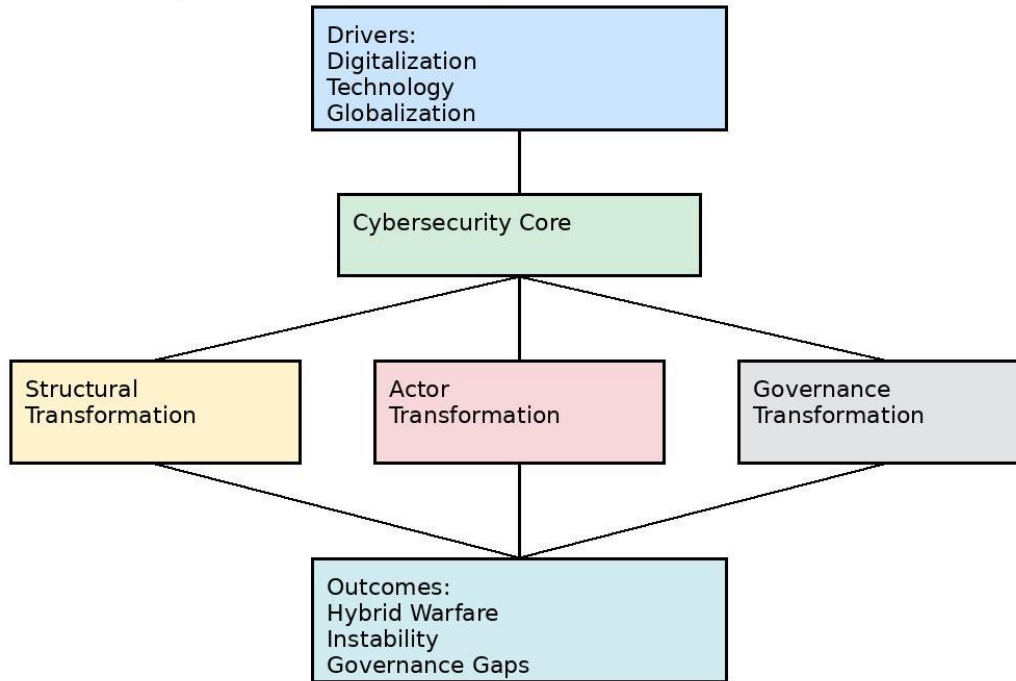 Drivers:
Digitalization
Technology
Globalization
Cybersecurity Core
Structural
Transformation
Actor
Transformation
Governance
Transformation
Outcomes:
Hybrid Warfare
Instability
Governance Gaps